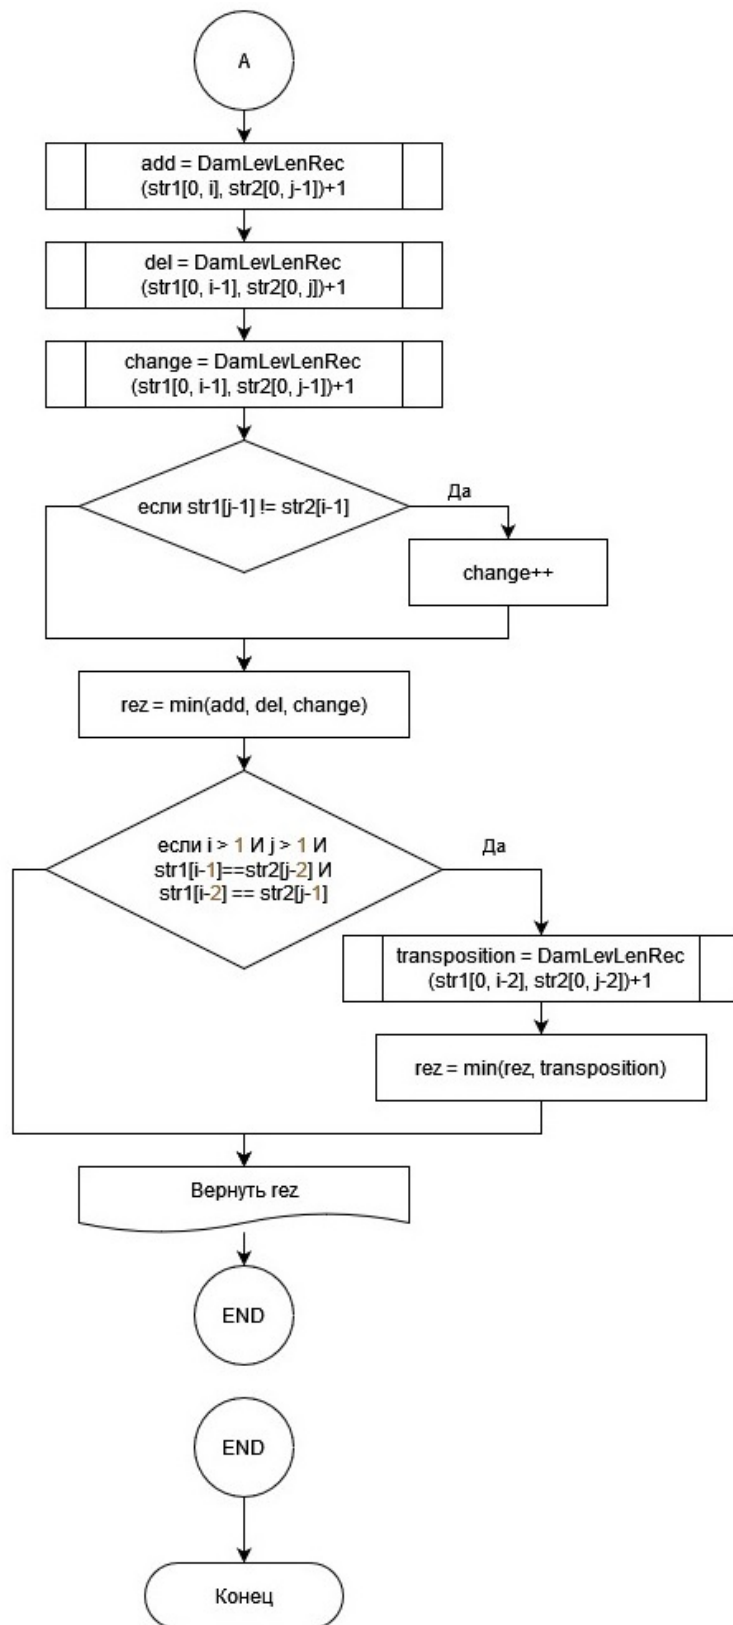 A
add = DamLevLenRec
(str1[0, i], str2[0, j-1])+1
del = DamLevLenRec
(str1[0, i-1], str2[0, j])+1
change = DamLevLenRec
(str1[0, i-1], str2[0, j-1])+1
если str1[j-1] != str2[i-1]
Да
change++
rez = min(add, del, change)
если i > 1 И j > 1 И
str1[i-1]==str2[j-2] И
str1[i-2] == str2[j-1]
Да
transposition = DamLevLenRec
(str1[0, i-2], str2[0, j-2])+1
rez = min(rez, transposition)
Вернуть rez
END
END
Конец